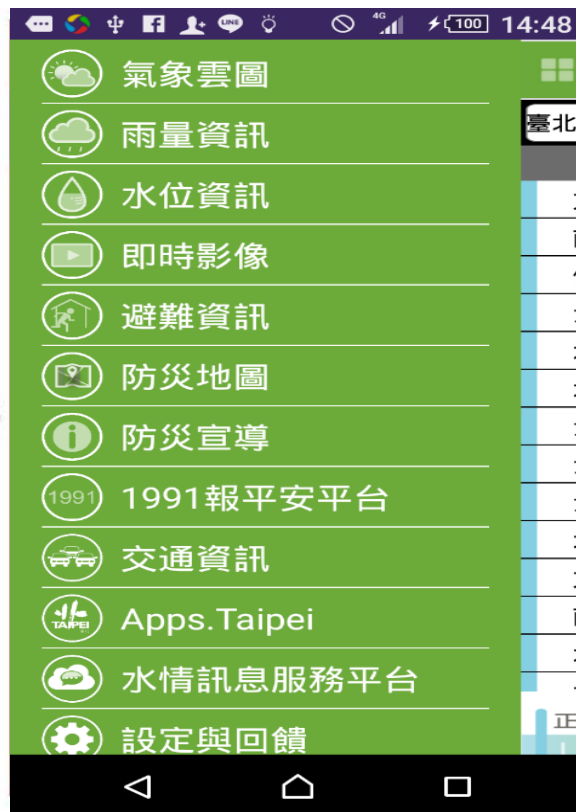 4G
100
14:48
氣象雲圖
雨量資訊
臺北
水位資訊
即時影像
避難資訊
防災地圖
防災宣導
1991
1991報平安平台
交通資訊
TAIPEI
Apps.Taipei
水情訊息服務平台
設定與回饋
正